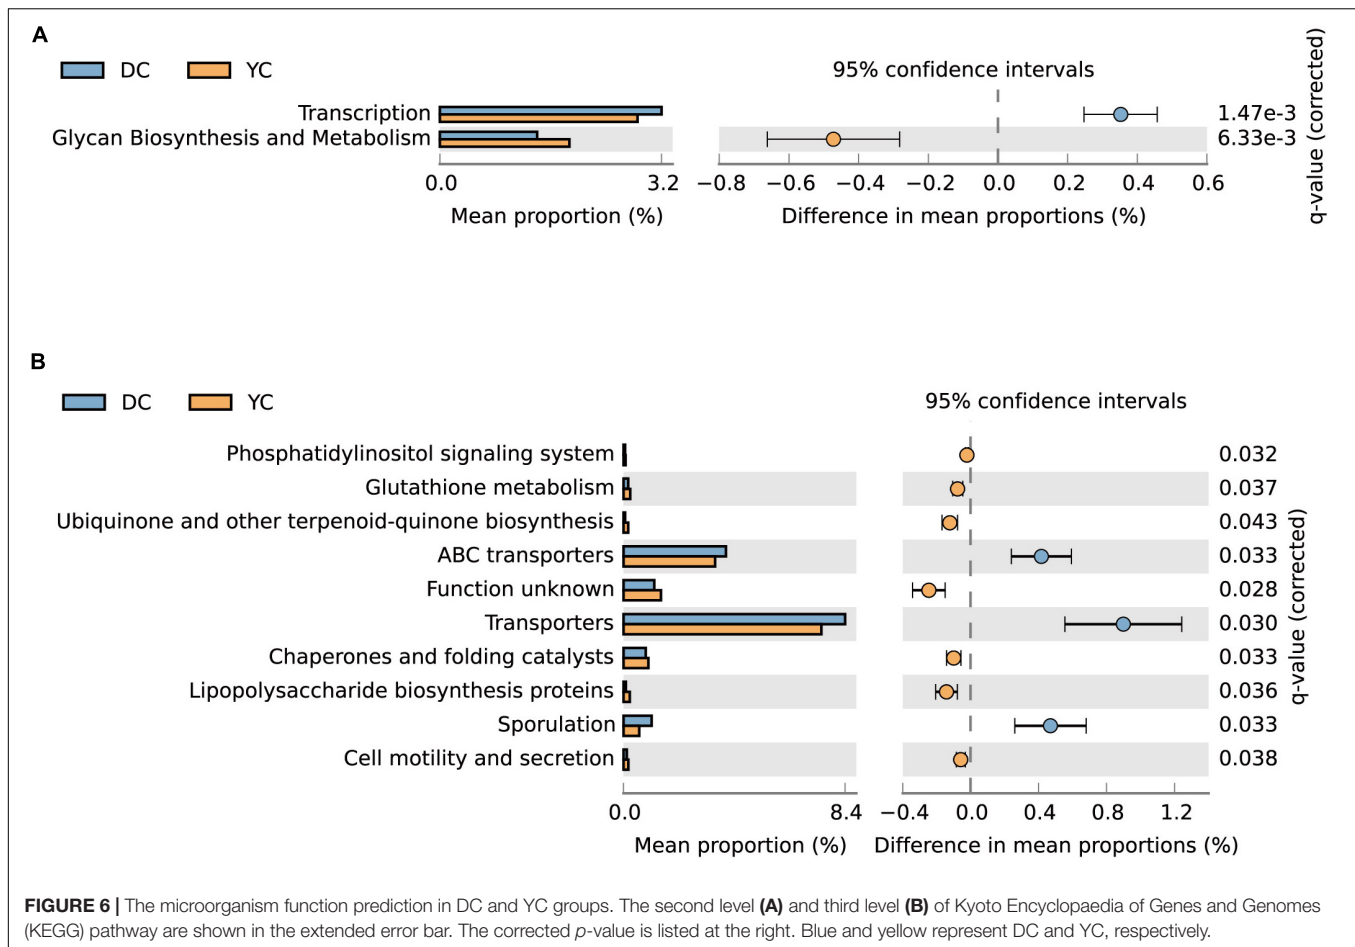 A
DC YC
95% confidence intervals
Transcription 1.47e-3
Glycan Biosynthesis and Metabolism 6.33e-3
q-value (corrected)
0.0 3.2 −0.8 −0.6 −0.4 −0.2 0.0 0.2 0.4 0.6
Mean proportion (%) Difference in mean proportions (%)
B
DC YC
95% confidence intervals
Phosphatidylinositol signaling system 0.032
Glutathione metabolism 0.037
Ubiquinone and other terpenoid-quinone biosynthesis 0.043
ABC transporters 0.033
Function unknown 0.028
Transporters 0.030
Chaperones and folding catalysts 0.033
Lipopolysaccharide biosynthesis proteins 0.036
Sporulation 0.033
Cell motility and secretion 0.038
q-value (corrected)
0.0 8.4 −0.4 0.0 0.4 0.8 1.2
Mean proportion (%) Difference in mean proportions (%)
FIGURE 6 | The microorganism function prediction in DC and YC groups. The second level (A) and third level (B) of Kyoto Encyclopaedia of Genes and Genomes
(KEGG) pathway are shown in the extended error bar. The corrected p-value is listed at the right. Blue and yellow represent DC and YC, respectively.